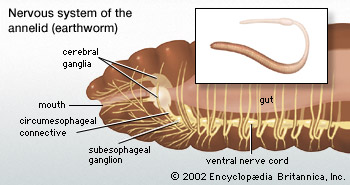 Nervous system of the
annelid (earthworm)
cerebral
ganglia
mouth
circumesophageal
connective
subesophageal
ganglion
gut
ventral nerve cord
© 2002 Encyclopædia Britannica, Inc.